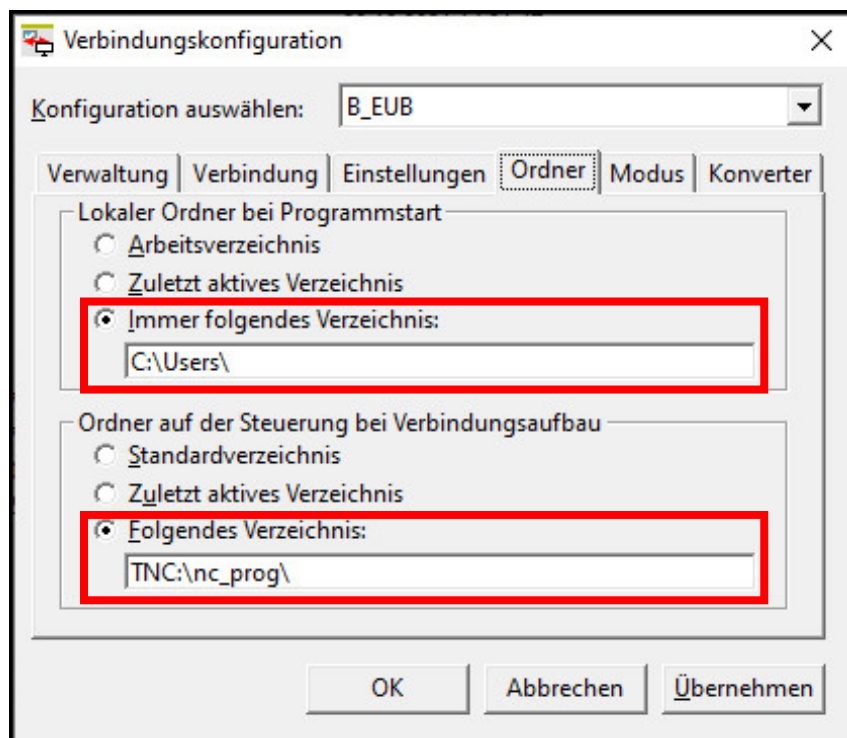 Verbindungskonfiguration
Konfiguration auswählen: B_EUB
Verwaltung Verbindung Einstellungen Ordner Modus Konverter
Lokaler Ordner bei Programmstart
Arbeitsverzeichnis
Zuletzt aktives Verzeichnis
Immer folgendes Verzeichnis:
C:\Users\
Ordner auf der Steuerung bei Verbindungsaufbau
Standardverzeichnis
Zuletzt aktives Verzeichnis
Folgendes Verzeichnis:
TNC:\nc_prog\
OK Abbrechen Übernehmen